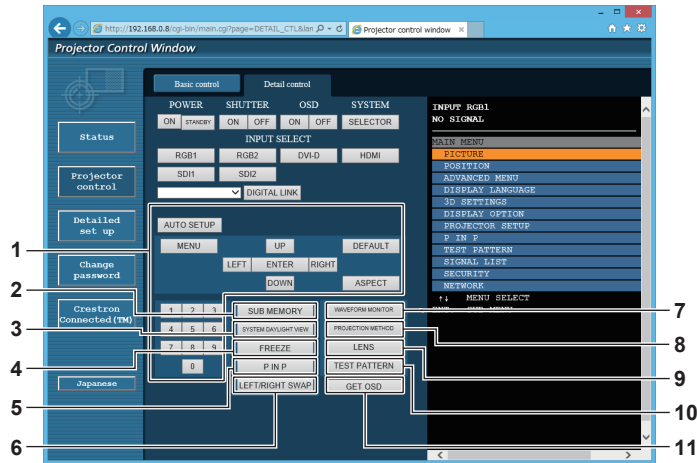 http://192.168.0.8/cgi-bin/main.cgi?page=DETAIL_CTL&lan
Projector control window
Projector Control Window
Basic control
Detail control
POWER SHUTTER OSD SYSTEM
ON STANDBY ON OFF ON OFF SELECTOR
INPUT SELECT
RGB1 RGB2 DVI-D HDMI
SDI1 SDI2
DIGITAL LINK
AUTO SETUP
MENU UP DEFAULT
LEFT ENTER RIGHT
DOWN ASPECT
1 2 3 SUB MEMORY WAVEFORM MONITOR
4 5 6 SYSTEM DAYLIGHT VIEW PROJECTION METHOD
7 8 9 FREEZE LENS
0 P IN P TEST PATTERN
LEFT/RIGHT SWAP GET OSD
Status
Projector
control
Detailed
set up
Change
password
Crestron
Connected(TM)
Japanese
INPUT RGB1
NO SIGNAL
MAIN MENU
PICTURE
POSITION
ADVANCED MENU
DISPLAY LANGUAGE
3D SETTINGS
DISPLAY OPTION
PROJECTOR SETUP
P IN P
TEST PATTERN
SIGNAL LIST
SECURITY
NETWORK
↑↓ MENU SELECT
1
2
3
4
5
6
7
8
9
10
11